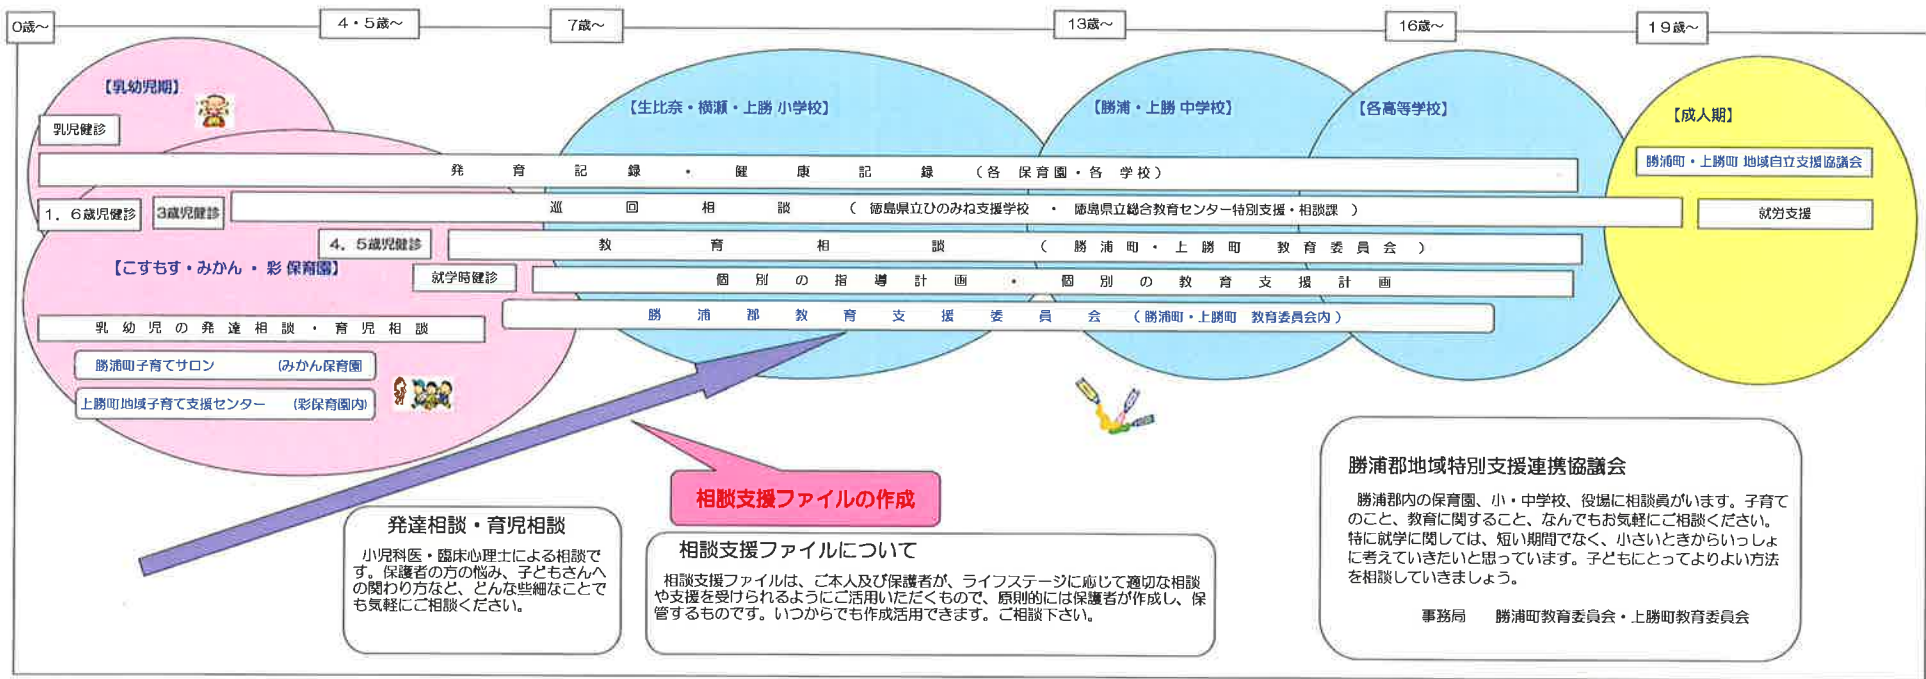 0歳～
4・5歳～
7歳～
13歳～
16歳～
19歳～
【乳幼児期】
【生比奈・横瀬・上勝 小学校】
【勝浦・上勝 中学校】
【各高等学校】
【成人期】
乳児健診
発育記録・健康記録（各 保育園・各 学校）
勝浦町・上勝町 地域自立支援協議会
1．6歳児健診
3歳児健診
巡回相談（ 徳島県立ひのみね支援学校 ・ 徳島県立総合教育センター特別支援・相談課 ）
就労支援
4．5歳児健診
教育相談（ 勝浦町・上勝町 教育委員会 ）
【こすもす・みかん ・ 彩 保育園】
就学時健診
個別の指導計画・個別の教育支援計画
勝浦郡教育支援委員会（勝浦町・上勝町 教育委員会内）
乳幼児の発達相談・育児相談
勝浦町子育てサロン （みかん保育園
上勝町地域子育て支援センター （彩保育園内）
相談支援ファイルの作成
発達相談・育児相談
小児科医・臨床心理士による相談で
す。保護者の方の悩み、子どもさんへ
の関わり方など、どんな些細なことで
も気軽にご相談ください。
相談支援ファイルについて
相談支援ファイルは、ご本人及び保護者が、ライフステージに応じて適切な相談
や支援を受けられるようにご活用いただくもので、原則的には保護者が作成し、保
管するものです。いつからでも作成活用できます。ご相談下さい。
勝浦郡地域特別支援連携協議会
勝浦郡内の保育園、小・中学校、役場に相談員がいます。子育て
のこと、教育に関すること、なんでもお気軽にご相談ください。
特に就学に関しては、短い期間でなく、小さいときからいっしょ
に考えていきたいと思っています。子どもにとってよりよい方法
を相談していきましょう。
事務局 勝浦町教育委員会・上勝町教育委員会